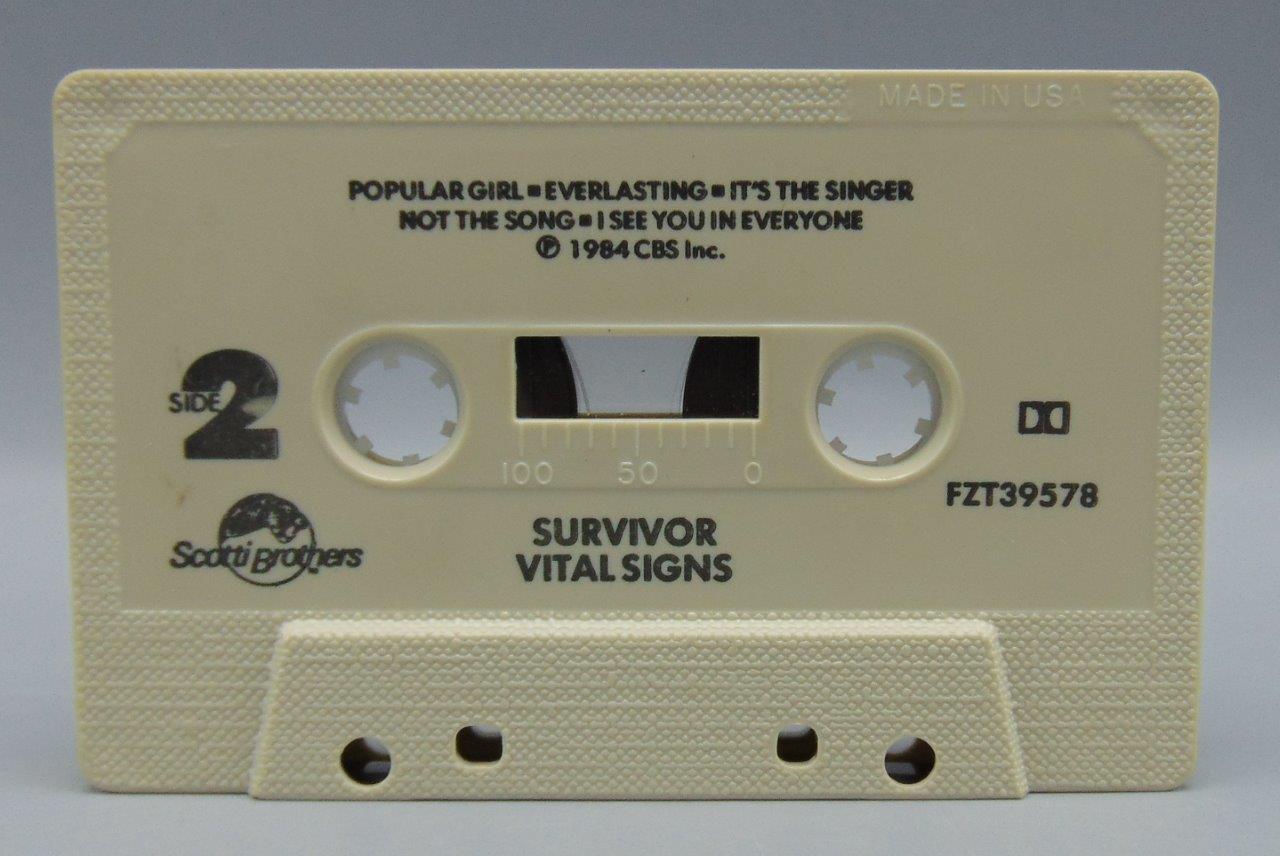 MADE IN USA
POPULAR GIRL ▪ EVERLASTING ▪ IT'S THE SINGER
NOT THE SONG ▪ I SEE YOU IN EVERYONE
℗ 1984 CBS Inc.
SIDE 2
100 50 0
FZT39578
Scotti Brothers
SURVIVOR
VITAL SIGNS